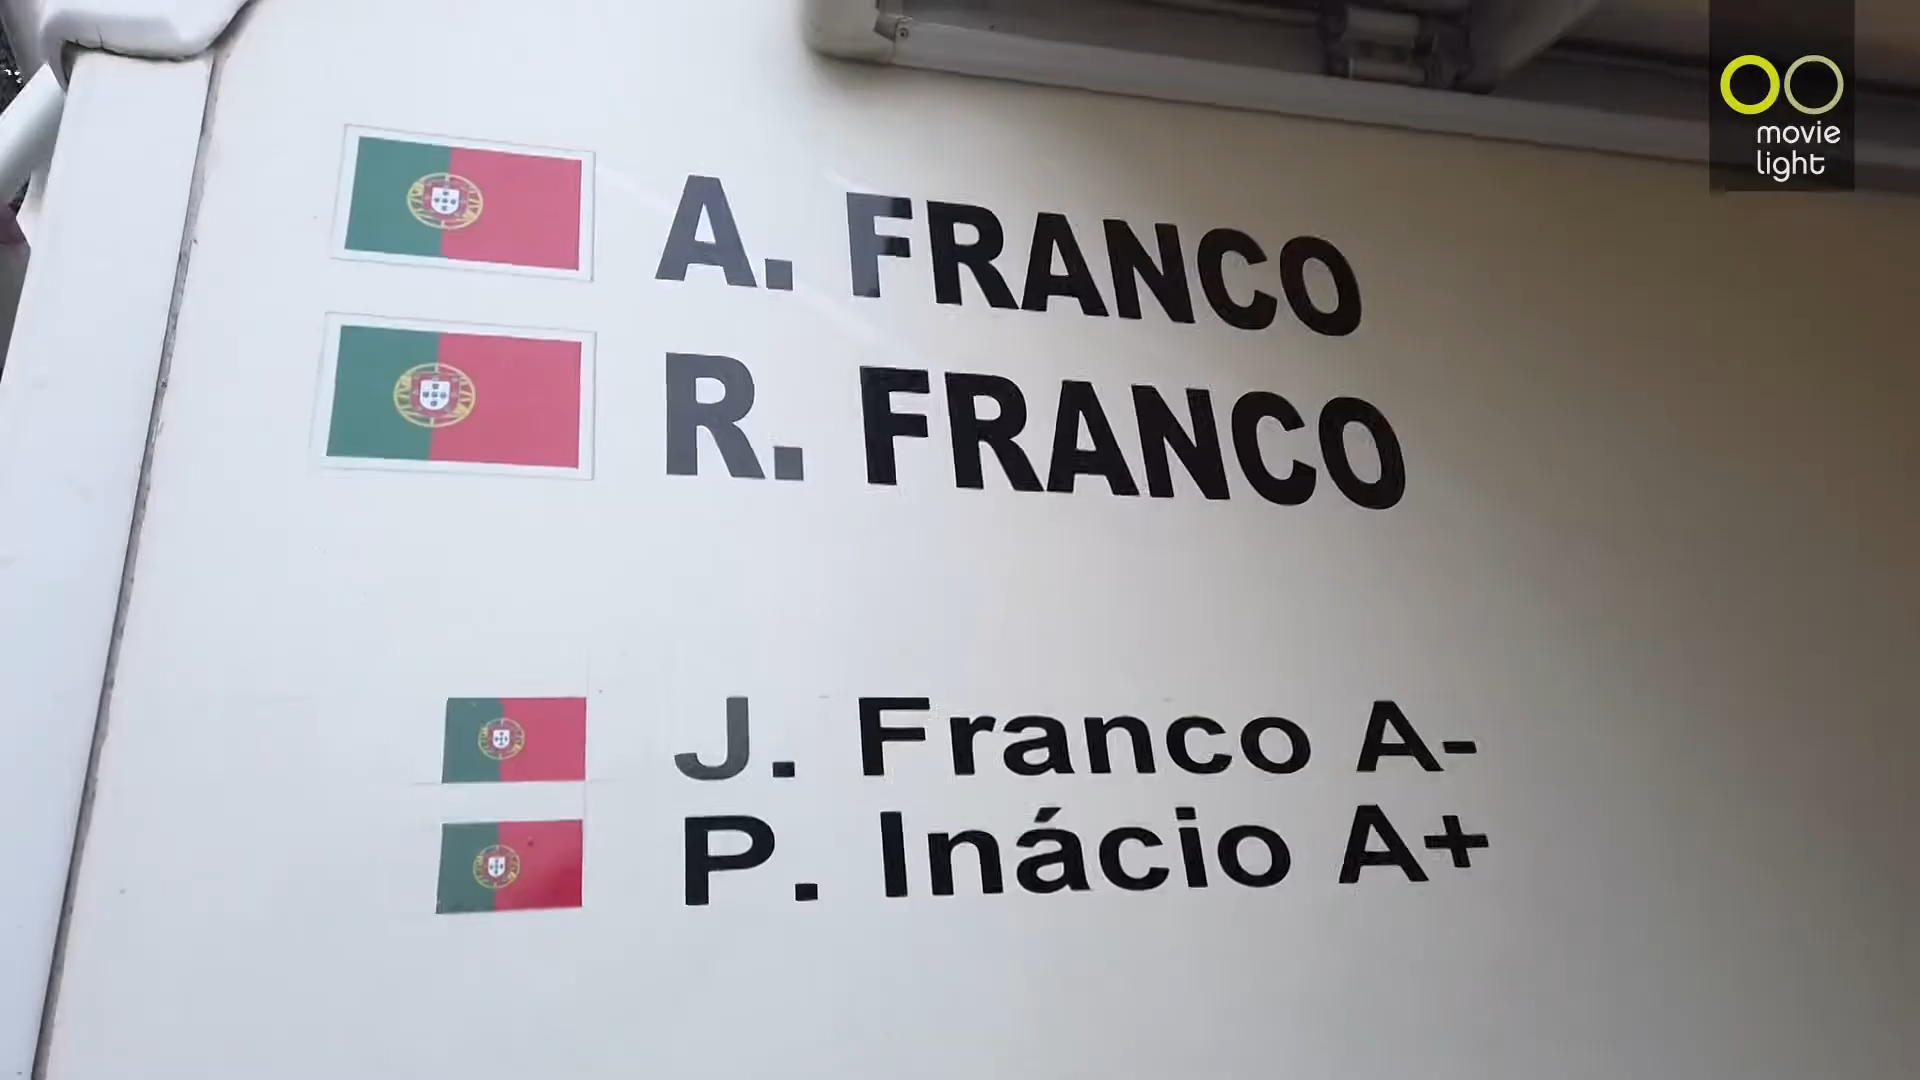 A. FRANCO
R. FRANCO
J. Franco A-
P. Inácio A+
movie
light